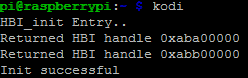 pi@raspberrypi:~ $ kodi
HBI_init Entry..
Returned HBI handle 0xaba00000
Returned HBI handle 0xabb00000
Init successful